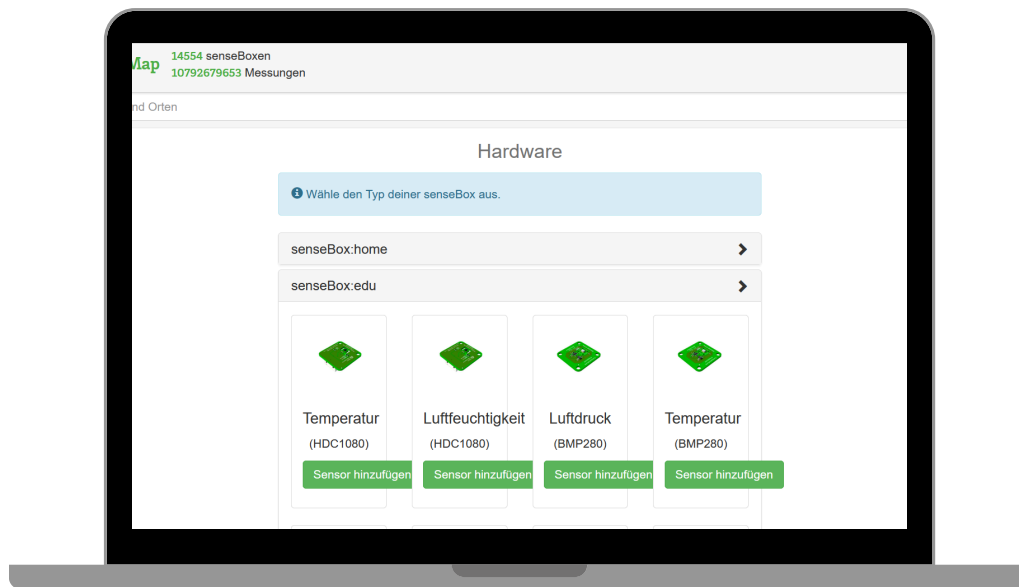 14554 senseBoxen
Map
10792679653 Messungen
nd Orten
Hardware
Wähle den Typ deiner senseBox aus.
senseBox:home
senseBox:edu
Temperatur
(HDC1080)
Sensor hinzufügen
Luftfeuchtigkeit
(HDC1080)
Sensor hinzufügen
Luftdruck
(BMP280)
Sensor hinzufügen
Temperatur
(BMP280)
Sensor hinzufügen